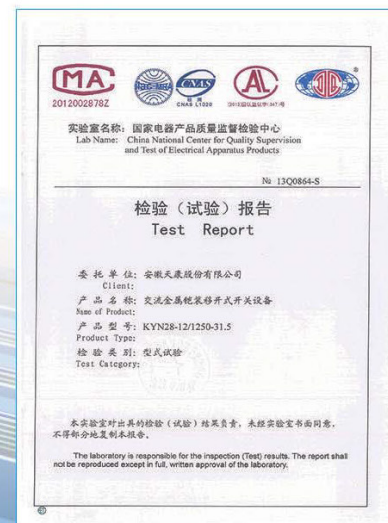 MA
2012002878Z
ilac-MRA
CNAS
CNAS L1020
AL
实验室名称：国家电器产品质量监督检验中心
Lab Name: China National Center for Quality Supervision
and Test of Electrical Apparatus Products
№ 13Q0864-S
检验（试验）报告
Test Report
委托单位：安徽天康股份有限公司
Client:
产品名称：交流金属铠装移开式开关设备
Name of Product:
产品型号：KYN28-12/1250-31.5
Product Type:
检验类别：型式试验
Test Category:
本实验室对出具的检验（试验）结果负责，未经实验室书面同意，
不得部分地复制本报告。
The laboratory is responsible for the inspection (Test) results. The report shall
not be reproduced except in full, written approval of the laboratory.